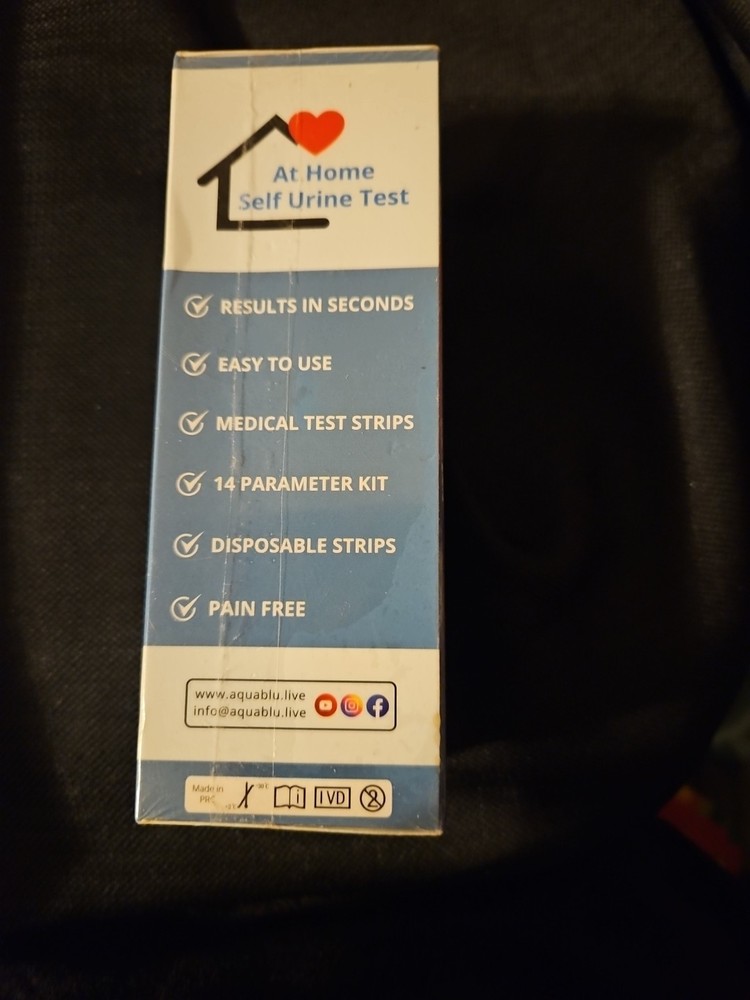 At Home
Self Urine Test
RESULTS IN SECONDS
EASY TO USE
MEDICAL TEST STRIPS
14 PARAMETER KIT
DISPOSABLE STRIPS
PAIN FREE
www.aquablu.live
info@aquablu.live
Made in
IVD
2